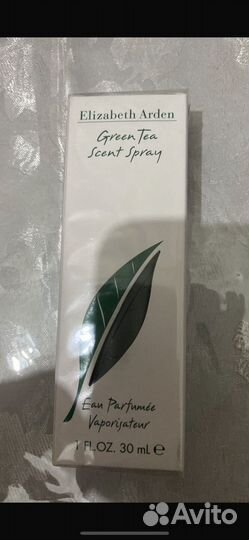 Elizabeth Arden
Green Tea
Scent Spray
Eau Parfumée
Vaporisateur
1 FL.OZ. 30 mL e
Avito